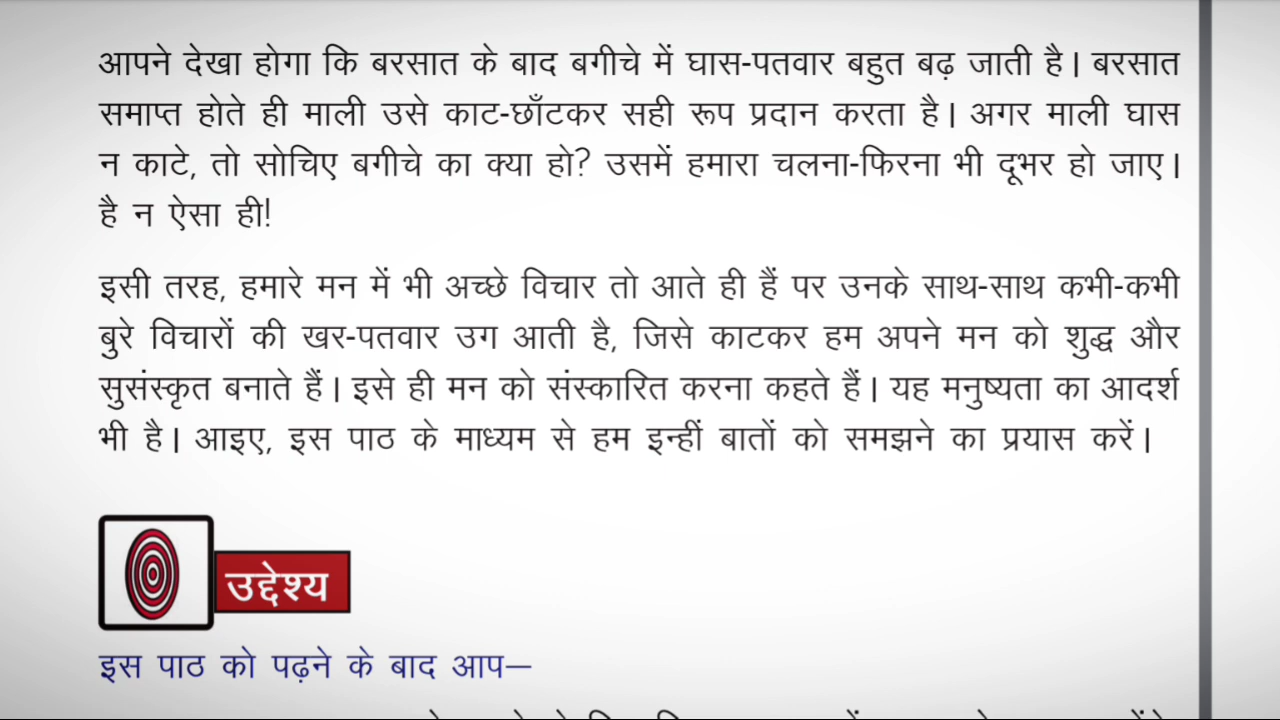 आपने देखा होगा कि बरसात के बाद बगीचे में घास-पतवार बहुत बढ़ जाती है। बरसात
समाप्त होते ही माली उसे काट-छाँटकर सही रूप प्रदान करता है। अगर माली घास
न काटे, तो सोचिए बगीचे का क्या हो? उसमें हमारा चलना-फिरना भी दूभर हो जाए।
है न ऐसा ही!
इसी तरह, हमारे मन में भी अच्छे विचार तो आते ही हैं पर उनके साथ-साथ कभी-कभी
बुरे विचारों की खर-पतवार उग आती है, जिसे काटकर हम अपने मन को शुद्ध और
सुसंस्कृत बनाते हैं। इसे ही मन को संस्कारित करना कहते हैं। यह मनुष्यता का आदर्श
भी है। आइए, इस पाठ के माध्यम से हम इन्हीं बातों को समझने का प्रयास करें।
उद्देश्य
इस पाठ को पढ़ने के बाद आप—